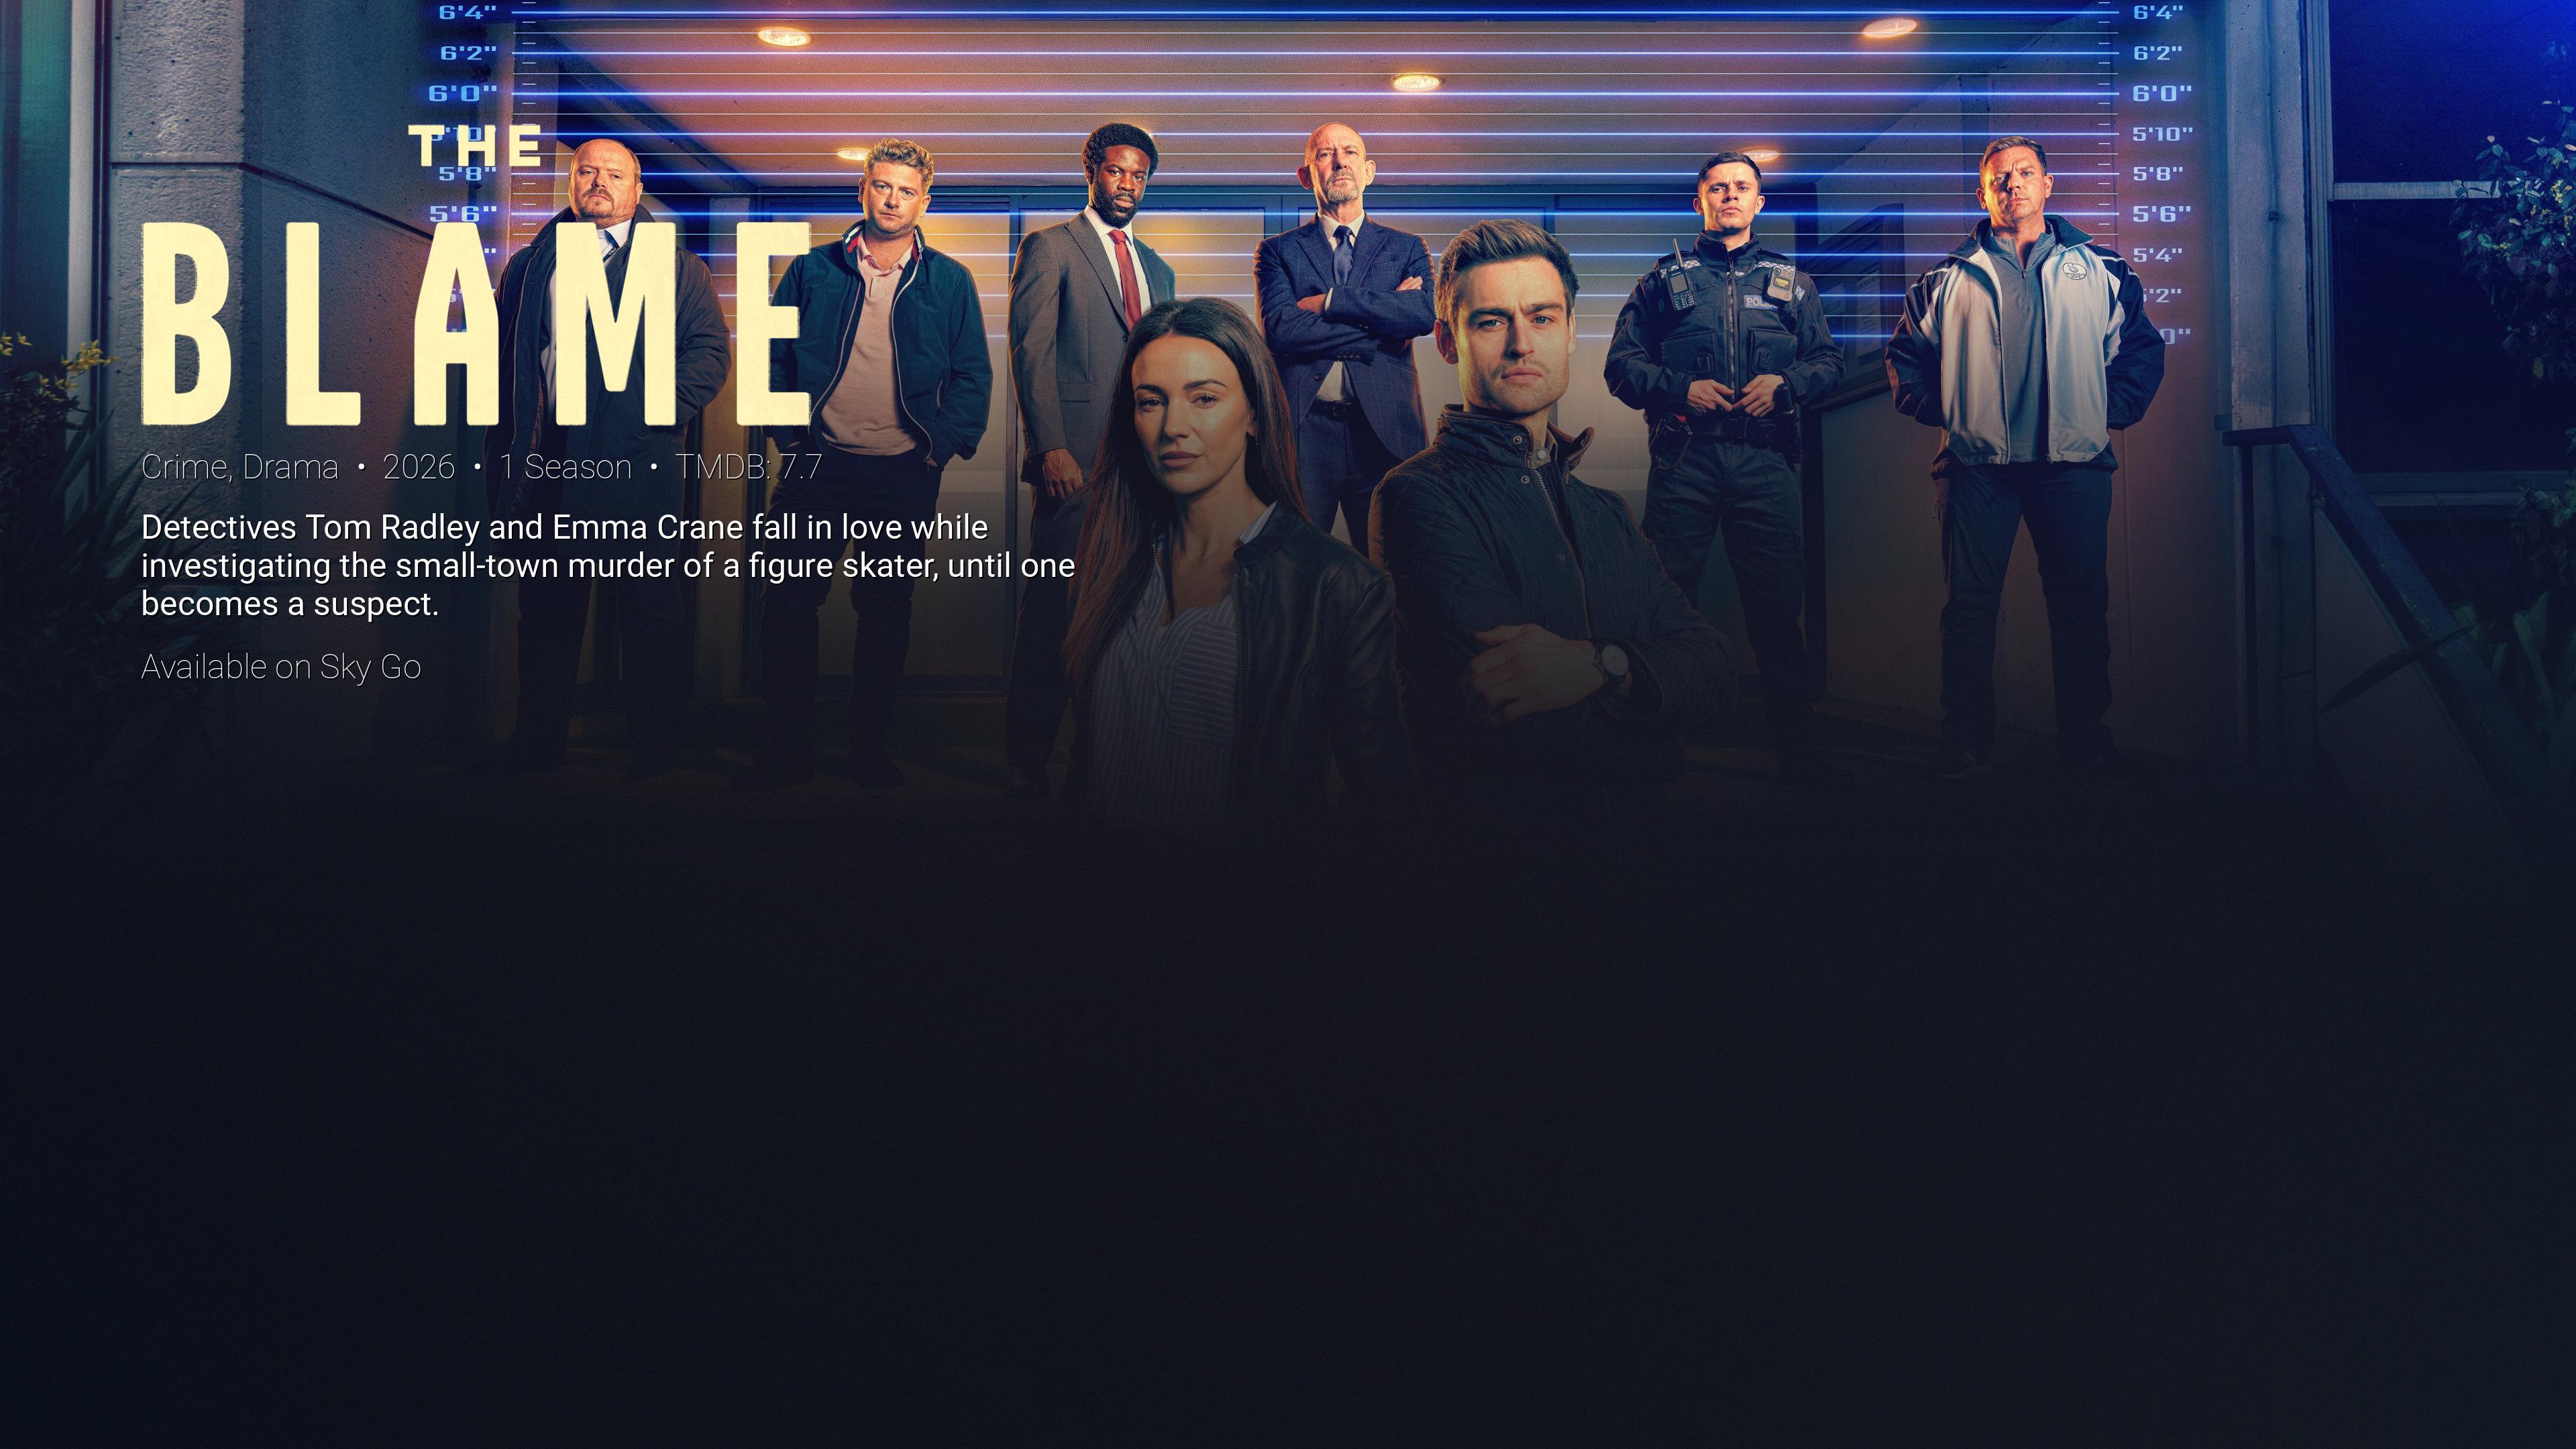 6'4"
6'4"
6'2"
6'2"
6'0"
6'0"
5'10"
THE
5'8"
5'8"
5'6"
5'6"
5'4"
BLAME
POLICE
Crime, Drama • 2026 • 1 Season • TMDB: 7.7
Detectives Tom Radley and Emma Crane fall in love while
investigating the small-town murder of a figure skater, until one
becomes a suspect.
Available on Sky Go